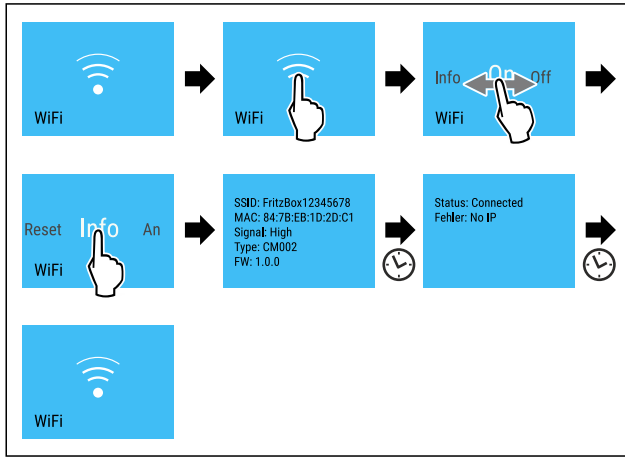 WiFi
WiFi
Info On Off
WiFi
Reset Info An
WiFi
SSID: FritzBox12345678
MAC: 84:7B:EB:1D:2D:C1
Signal: High
Type: CM002
FW: 1.0.0
Status: Connected
Fehler: No IP
WiFi